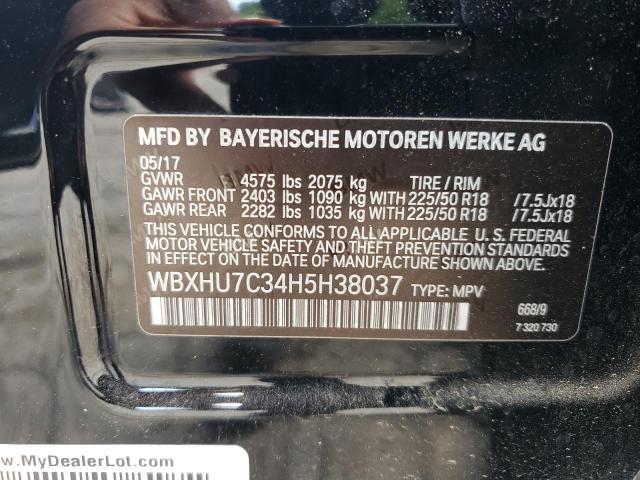 MFD BY BAYERISCHE MOTOREN WERKE AG
05/17
GVWR 4575 lbs 2075 kg TIRE / RIM
GAWR FRONT 2403 lbs 1090 kg WITH 225/50 R18 /7.5Jx18
GAWR REAR 2282 lbs 1035 kg WITH 225/50 R18 /7.5Jx18
THIS VEHICLE CONFORMS TO ALL APPLICABLE U. S. FEDERAL
MOTOR VEHICLE SAFETY AND THEFT PREVENTION STANDARDS
IN EFFECT ON THE DATE OF MANUFACTURE SHOWN ABOVE.
WBXHU7C34H5H38037 TYPE: MPV
668/9
7 320 730
www.MyDealerLot.com